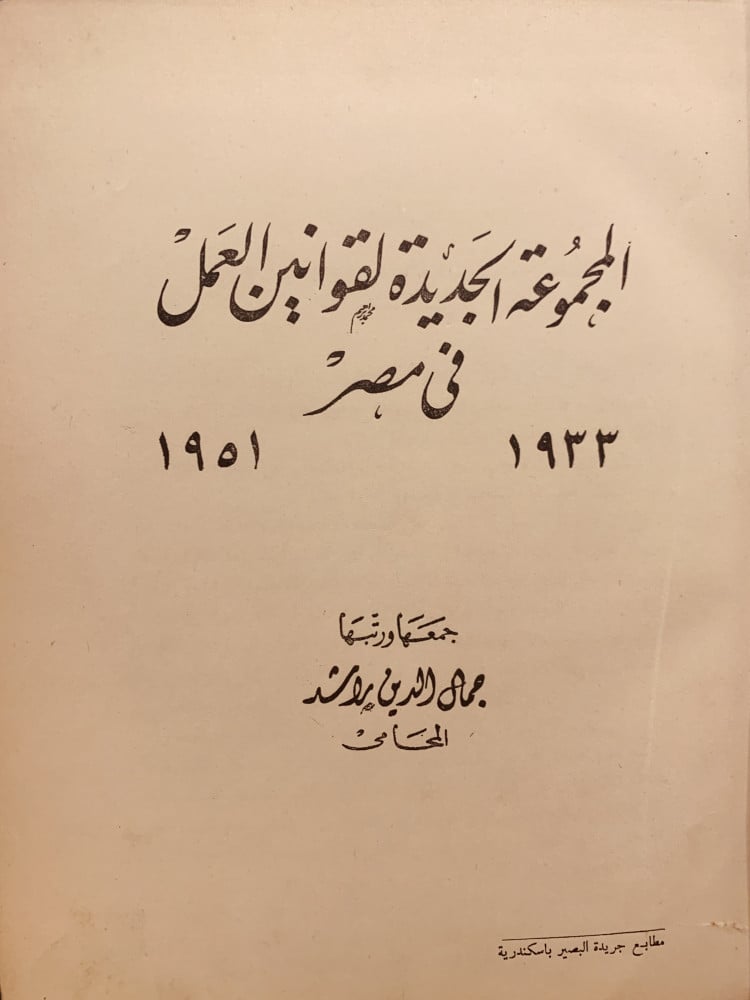 المجموعة الجديدة لقوانين العمل
فى مصر
١٩٣٣ ١٩٥١
جمعها ورتبها
جمال الدين راشد
المحامى
مطابع جريدة البصير باسكندرية